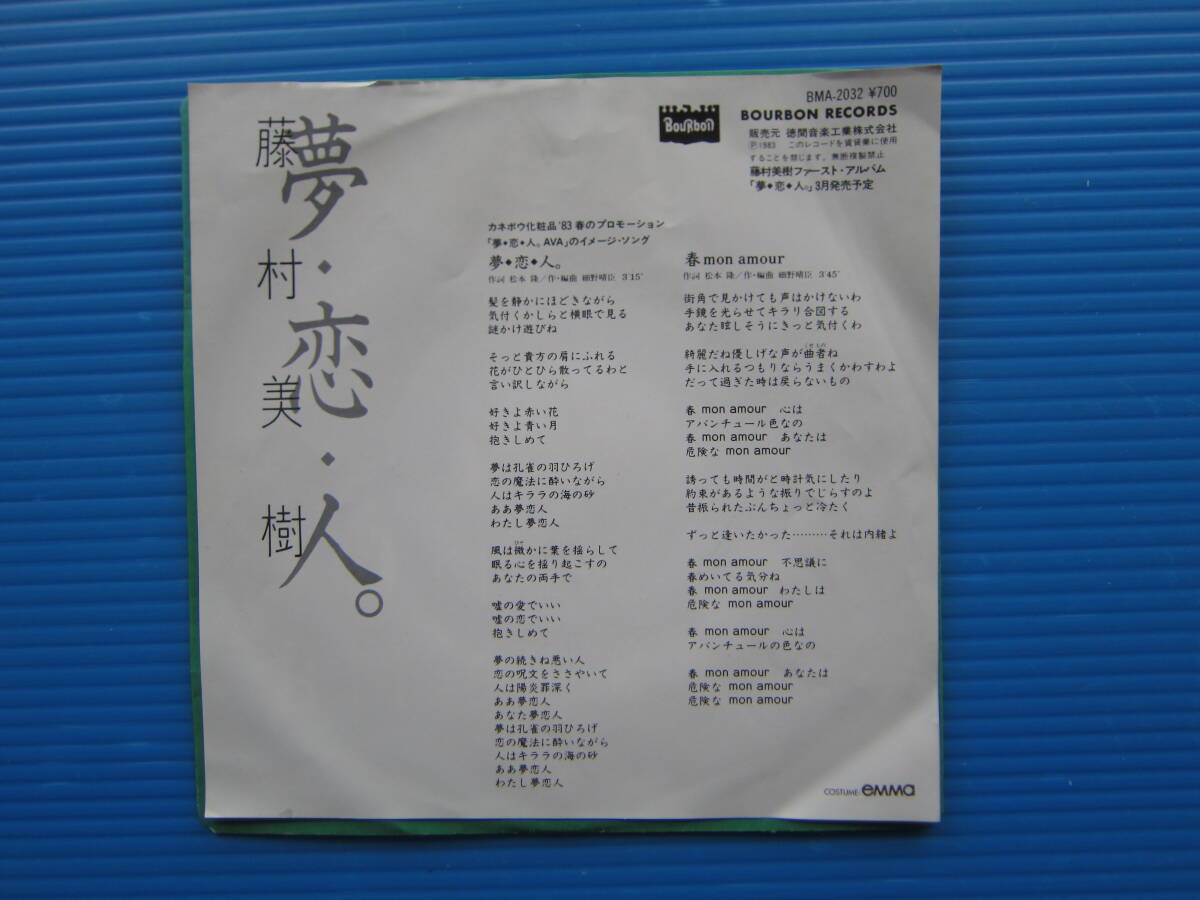 夢・恋・人。
藤村美樹
BouRbon
BMA-2032 ¥700
BOURBON RECORDS
販売元 徳間音楽工業株式会社
Ⓟ1983 このレコードを賃貸業に使用
することを禁じます。無断複製禁止
藤村美樹ファースト・アルバム
「夢◆恋◆人。」3月発売予定
カネボウ化粧品'83春のプロモーション
「夢◆恋◆人。AVA」のイメージ・ソング
夢◆恋◆人。
作詞 松本 隆／作・編曲 細野晴臣 3'15"
髪を静かにほどきながら
気付くかしらと横眼で見る
謎かけ遊びね
そっと貴方の肩にふれる
花がひとひら散ってるわと
言い訳しながら
好きよ赤い花
好きよ青い月
抱きしめて
夢は孔雀の羽ひろげ
恋の魔法に酔いながら
人はキララの海の砂
ああ夢恋人
わたし夢恋人
風は微かに葉を揺らして
眠る心を揺り起こすの
あなたの両手で
嘘の愛でいい
嘘の恋でいい
抱きしめて
夢の続きね悪い人
恋の呪文をささやいて
人は陽炎罪深く
ああ夢恋人
あなた夢恋人
夢は孔雀の羽ひろげ
恋の魔法に酔いながら
人はキララの海の砂
ああ夢恋人
わたし夢恋人
春 mon amour
作詞 松本 隆／作・編曲 細野晴臣 3'45"
街角で見かけても声はかけないわ
手鏡を光らせてキラリ合図する
あなた眩しそうにきっと気付くわ
綺麗だね優しげな声が曲者ね
手に入れるつもりならうまくかわすわよ
だって過ぎた時は戻らないもの
春 mon amour 心は
アバンチュール色なの
春 mon amour あなたは
危険な mon amour
誘っても時間がと時計気にしたり
約束があるような振りでじらすのよ
昔振られたぶんちょっと冷たく
ずっと逢いたかった………それは内緒よ
春 mon amour 不思議に
春めいてる気分ね
春 mon amour わたしは
危険な mon amour
春 mon amour 心は
アバンチュールの色なの
春 mon amour あなたは
危険な mon amour
危険な mon amour
COSTUME: emma